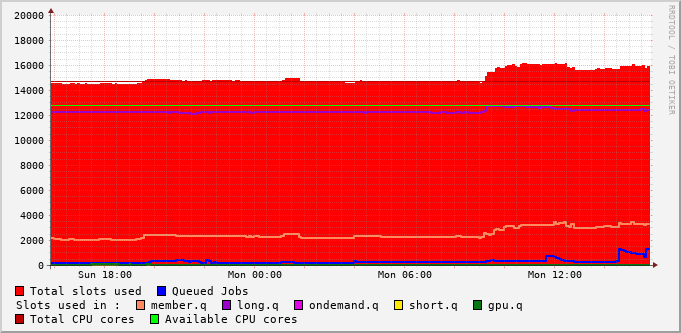 RRDTOOL / TOBI OETIKER
20000
18000
16000
14000
12000
10000
8000
6000
4000
2000
0
Sun 18:00 Mon 00:00 Mon 06:00 Mon 12:00
Total slots used Queued Jobs
Slots used in : member.q long.q ondemand.q short.q gpu.q
Total CPU cores Available CPU cores